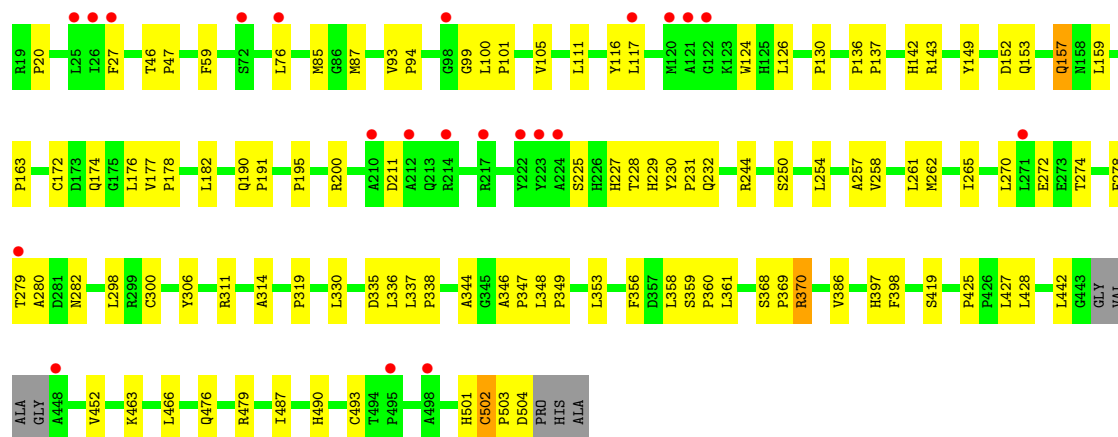 R19 P20 L25 I26 F27 T46 P47 F59 S72 L76 M85 G86 M87 V93 P94 G98 G99 L100 P101 V105 L111 Y116 L117 M120 A121 G122 K123 W124 H125 L126 P130 P136 P137 H142 R143 Y149 D152 Q153 Q157 N158 L159
P163 C172 D173 Q174 G175 L176 V177 P178 L182 Q190 P191 P195 R200 A210 D211 A212 Q213 R214 R217 Y222 Y223 A224 S225 H226 H227 T228 H229 Y230 P231 Q232 R244 S250 L254 A257 V258 L261 M262 I265 L270 L271 E272 E273 T274
T279 A280 D281 N282 L298 R299 C300 Y306 R311 A314 P319 L330 D335 L336 L337 P338 A344 G345 A346 P347 L348 P349 L353 F356 D357 L358 S359 P360 L361 S368 P369 R370 V386 H397 F398 S419 P425 P426 L427 L428 L442 G443 GLY VAL
ALA GLY A448 V452 K463 L466 Q476 R479 I487 H490 C493 T494 P495 A498 H501 C502 P503 D504 PRO HIS ALA